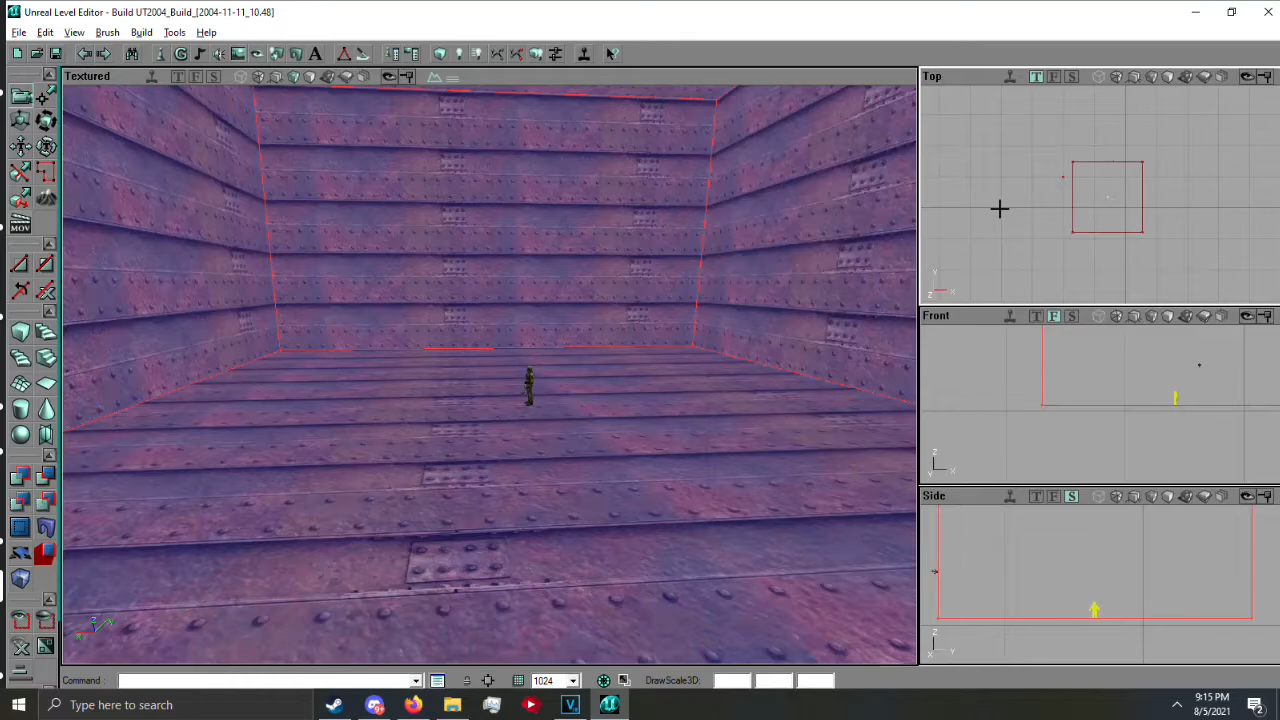 Unreal Level Editor - Build UT2004_Build_[2004-11-11_10.48]
File Edit View Brush Build Tools Help
Textured T F S
Top T F S
Front T F S
Side T F S
MOV
Y
Z X
Z
X
Z
X Y
Z Y
X
Command : 1024 DrawScale3D:
Type here to search
9:15 PM
8/5/2021
2